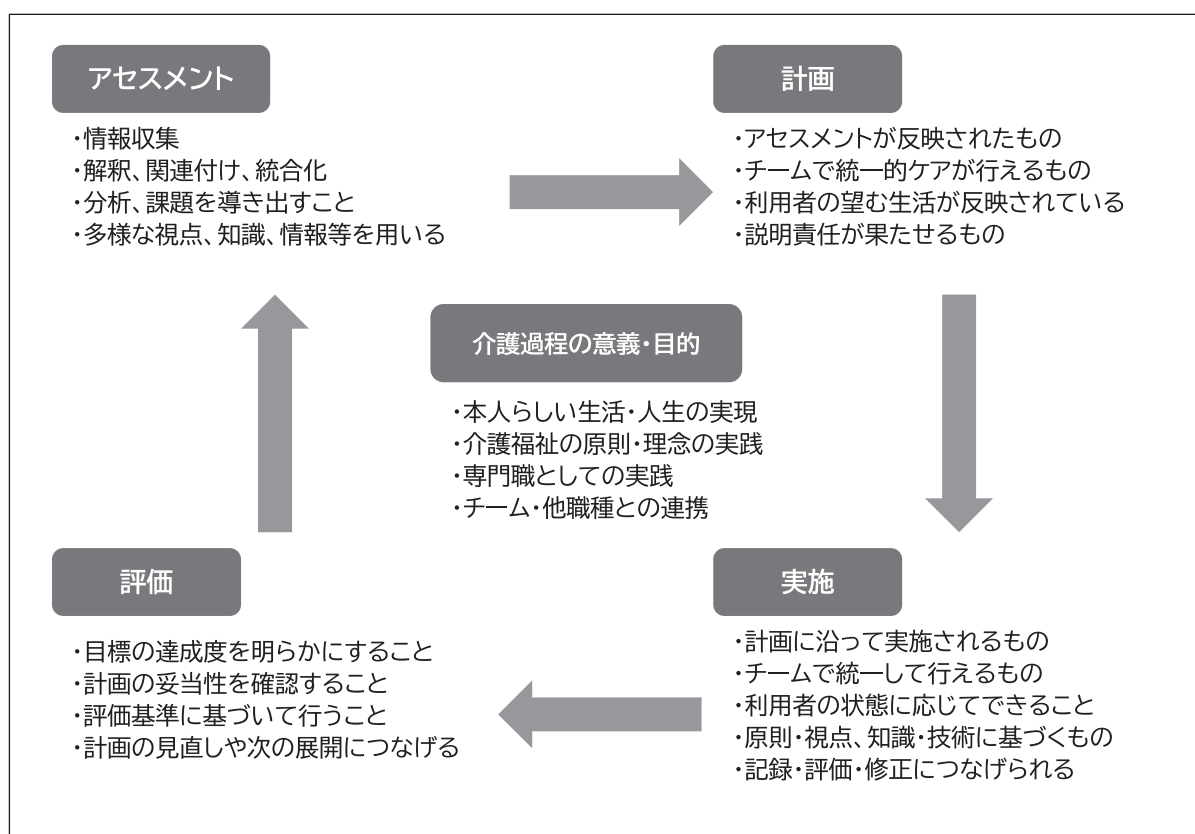 アセスメント
・情報収集
・解釈、関連付け、統合化
・分析、課題を導き出すこと
・多様な視点、知識、情報等を用いる
計画
・アセスメントが反映されたもの
・チームで統一的ケアが行えるもの
・利用者の望む生活が反映されている
・説明責任が果たせるもの
介護過程の意義・目的
・本人らしい生活・人生の実現
・介護福祉の原則・理念の実践
・専門職としての実践
・チーム・他職種との連携
評価
・目標の達成度を明らかにすること
・計画の妥当性を確認すること
・評価基準に基づいて行うこと
・計画の見直しや次の展開につなげる
実施
・計画に沿って実施されるもの
・チームで統一して行えるもの
・利用者の状態に応じてできること
・原則・視点、知識・技術に基づくもの
・記録・評価・修正につなげられる